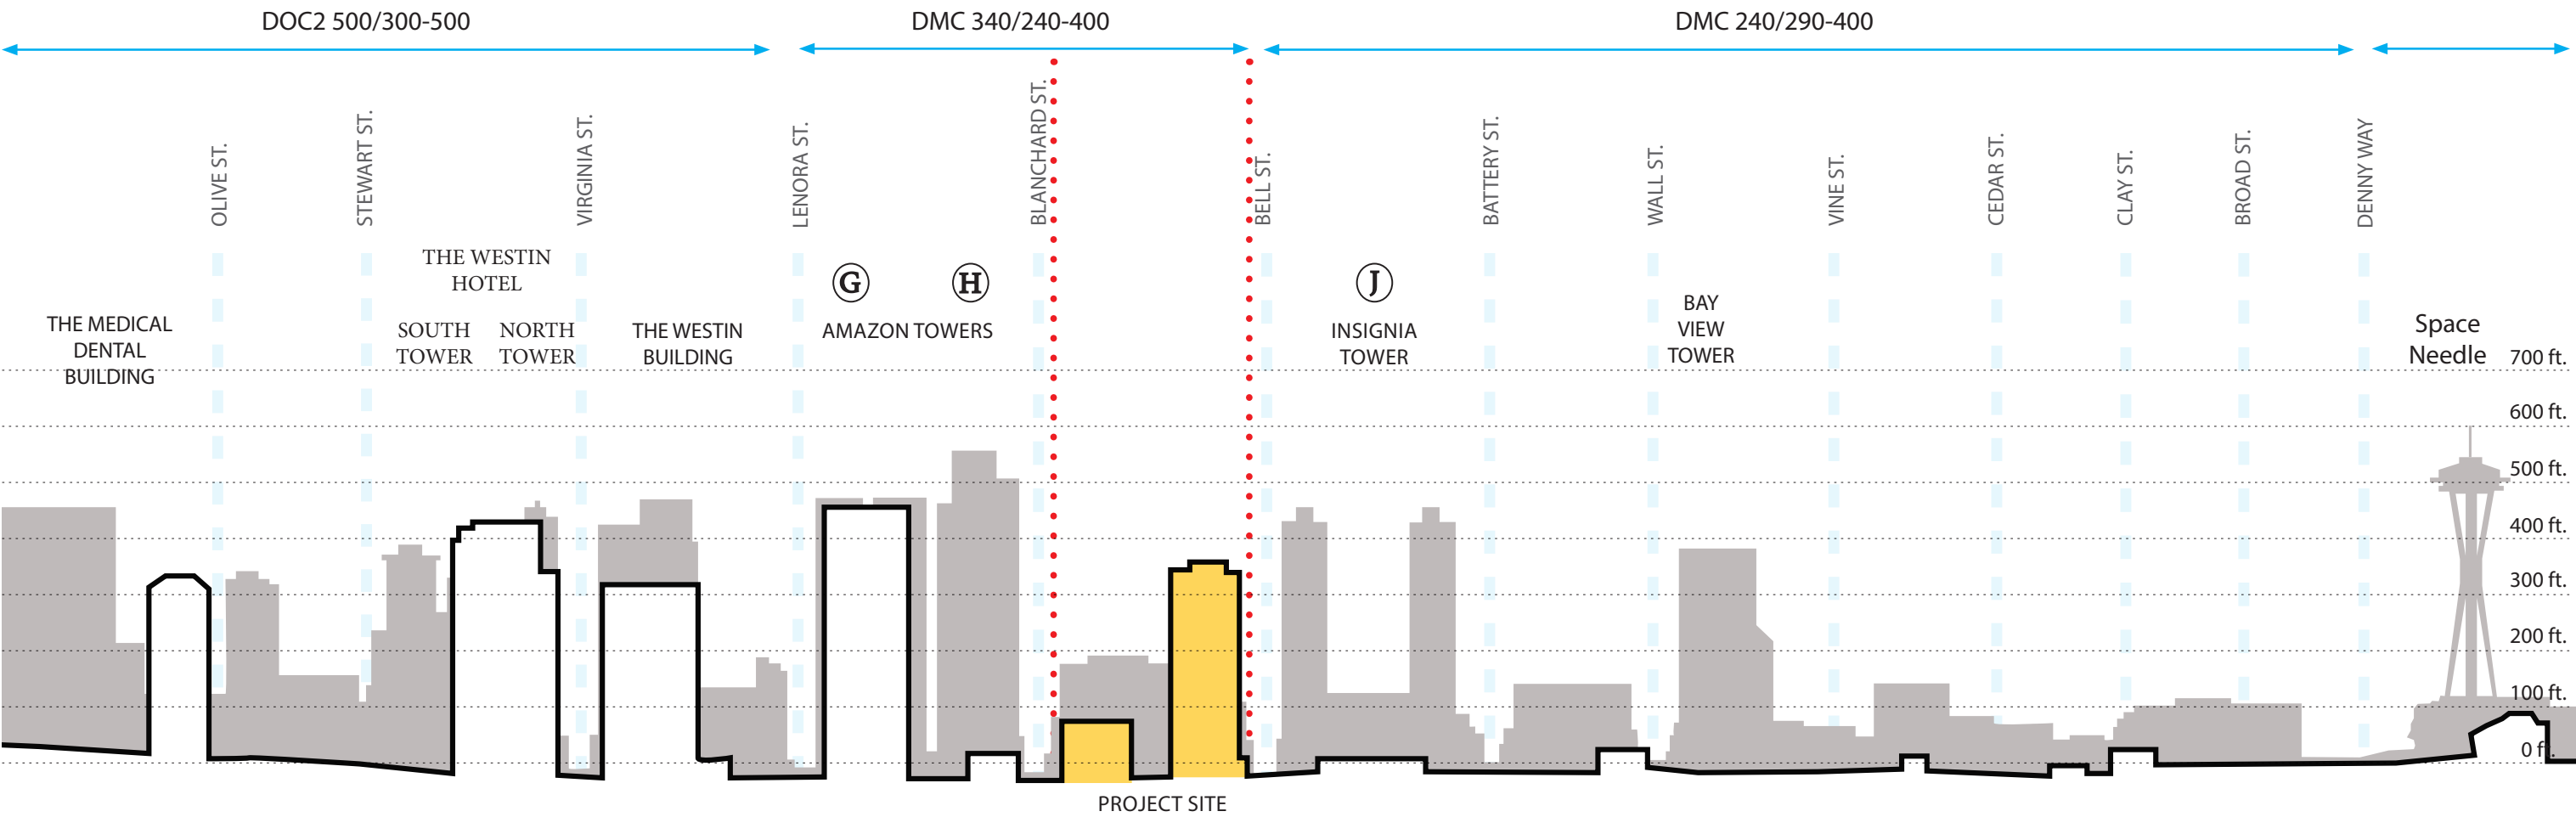 DOC2 500/300-500
DMC 340/240-400
DMC 240/290-400
OLIVE ST.
STEWART ST.
VIRGINIA ST.
LENORA ST.
BLANCHARD ST.
BELL ST.
BATTERY ST.
WALL ST.
VINE ST.
CEDAR ST.
CLAY ST.
BROAD ST.
DENNY WAY
THE MEDICAL
DENTAL
BUILDING
THE WESTIN
HOTEL
SOUTH
TOWER
NORTH
TOWER
THE WESTIN
BUILDING
G
H
AMAZON TOWERS
J
INSIGNIA
TOWER
BAY
VIEW
TOWER
Space
Needle
700 ft.
600 ft.
500 ft.
400 ft.
300 ft.
200 ft.
100 ft.
0 ft.
PROJECT SITE